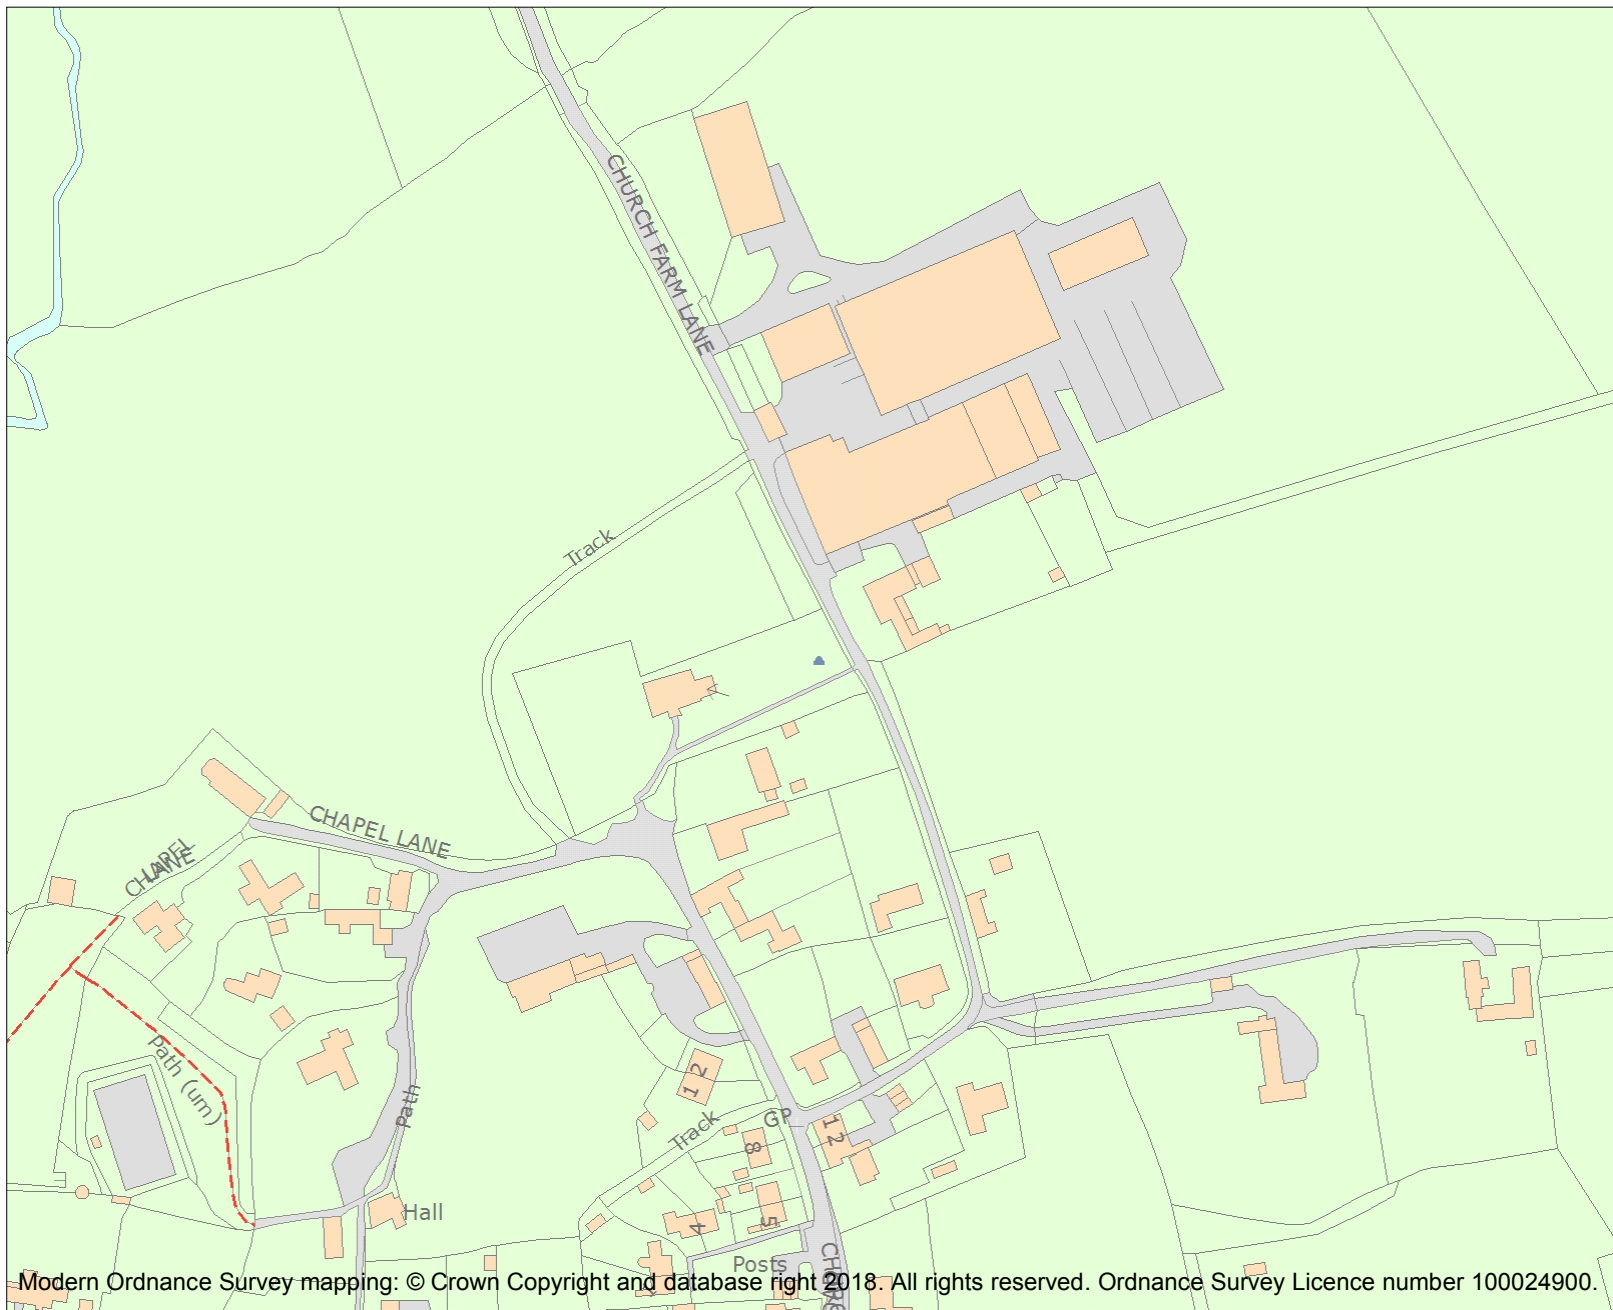 CHURCH FARM LANE
Track
CHAPEL LANE
CHAPEL
LANE
Path (um)
Path
1 2
Track
GP
1 2
8
Hall
4
5
Posts
Modern Ordnance Survey mapping: © Crown Copyright and database right 2018. All rights reserved. Ordnance Survey Licence number 100024900.